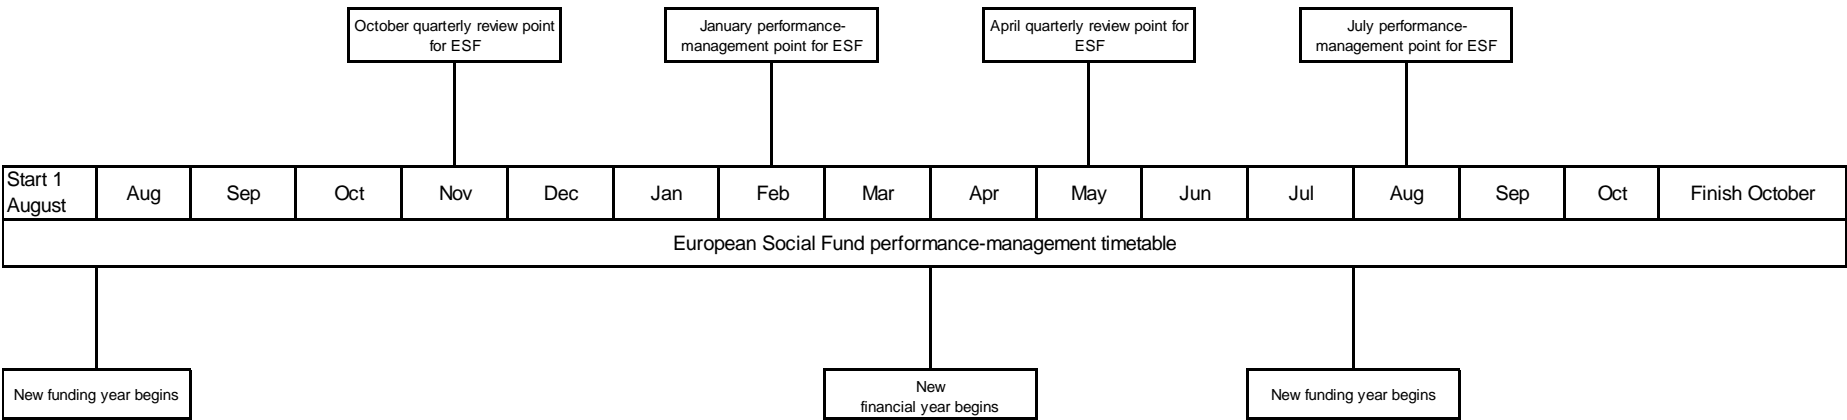 October quarterly review point
for ESF
January performance-
management point for ESF
April quarterly review point for
ESF
July performance-
management point for ESF
Start 1
August
Aug
Sep
Oct
Nov
Dec
Jan
Feb
Mar
Apr
May
Jun
Jul
Aug
Sep
Oct
Finish October
European Social Fund performance-management timetable
New funding year begins
New
financial year begins
New funding year begins